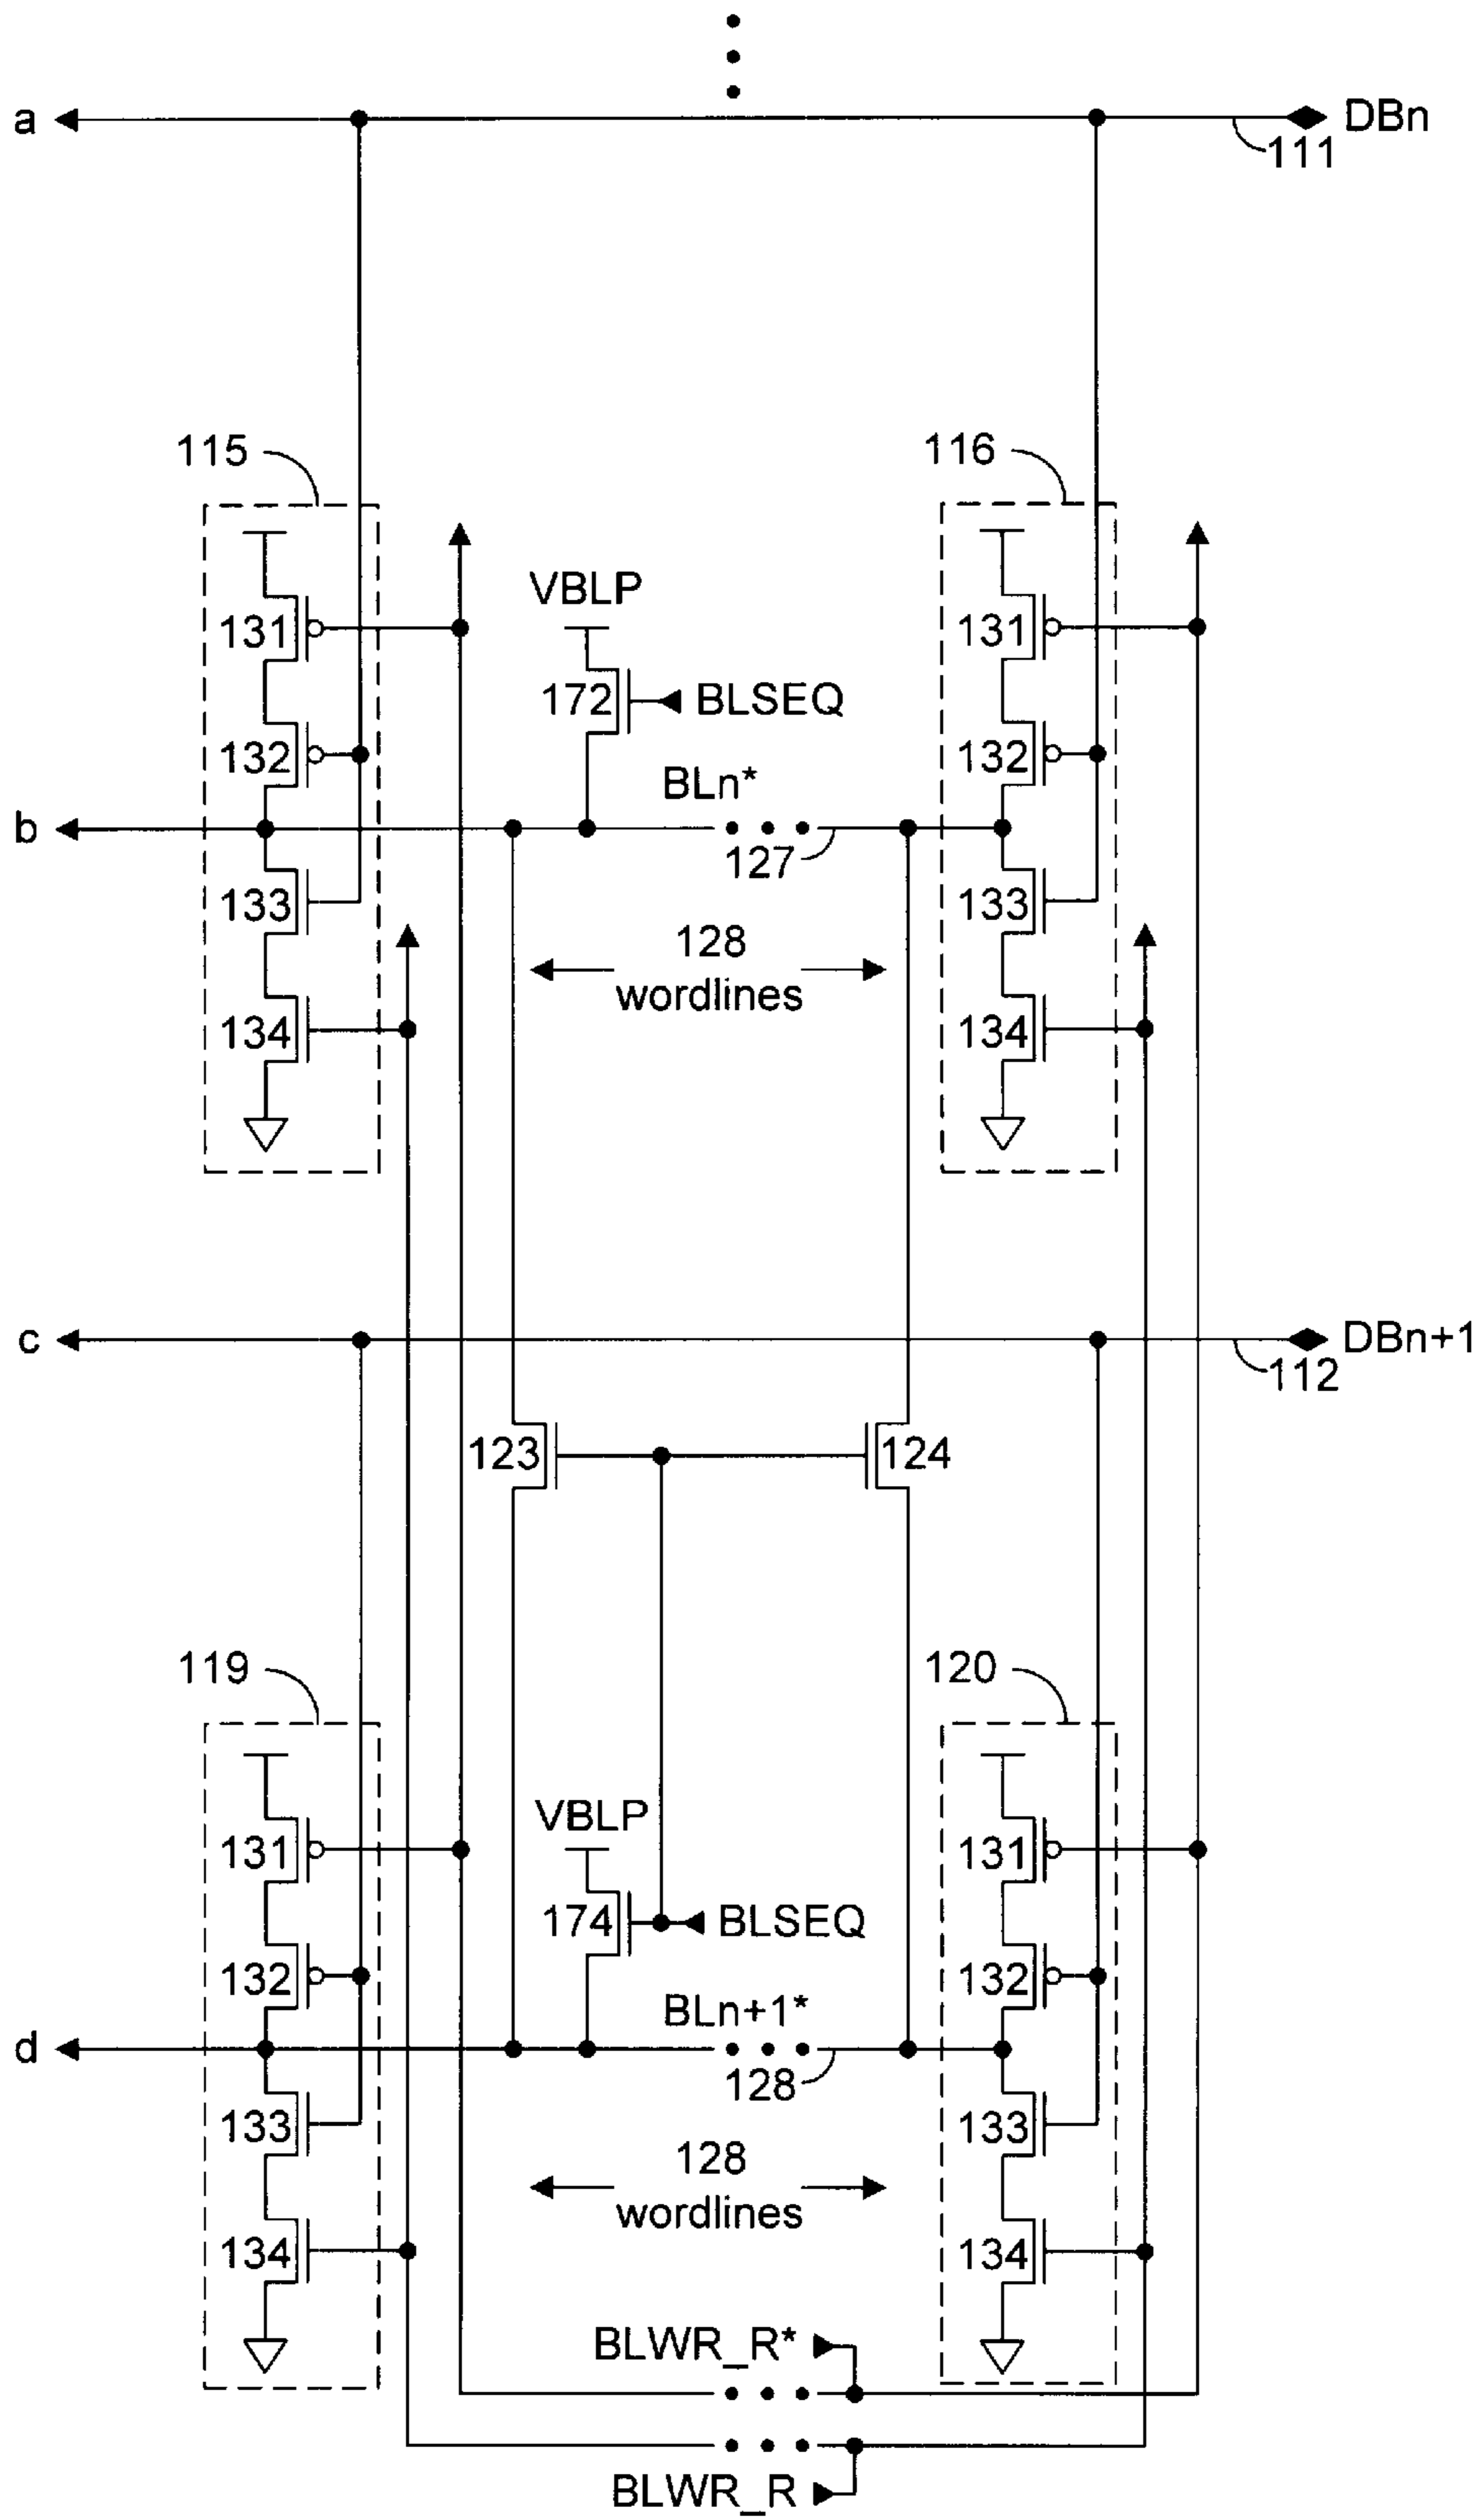 a
DBn
111
115
116
VBLP
131
131
172
BLSEQ
132
132
BLn*
b
127
133
133
128
wordlines
134
134
c
DBn+1
112
123
124
119
120
VBLP
131
131
174
BLSEQ
132
132
BLn+1*
d
128
133
133
128
wordlines
134
134
BLWR_R*
BLWR_R